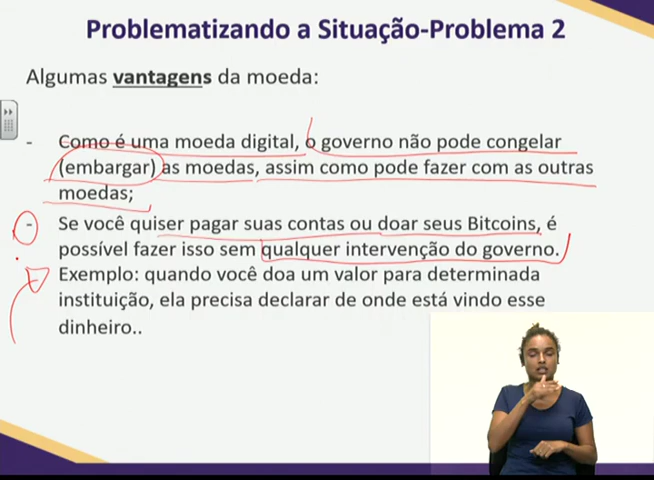 Problematizando a Situação-Problema 2
Algumas vantagens da moeda:
- Como é uma moeda digital, o governo não pode congelar
(embargar) as moedas, assim como pode fazer com as outras
moedas;
- Se você quiser pagar suas contas ou doar seus Bitcoins, é
possível fazer isso sem qualquer intervenção do governo.
Exemplo: quando você doa um valor para determinada
instituição, ela precisa declarar de onde está vindo esse
dinheiro..